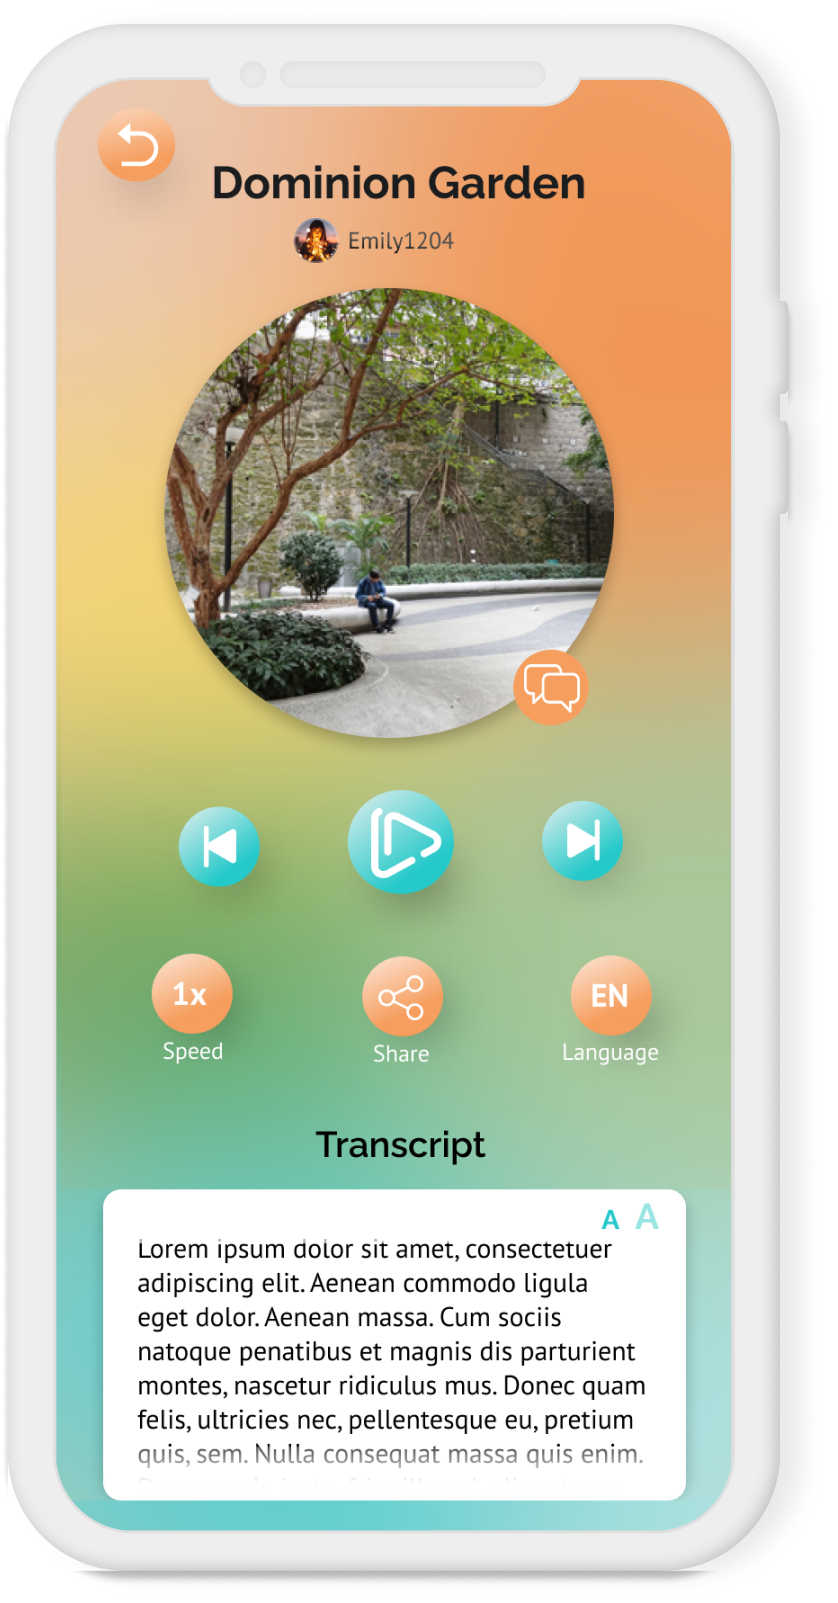 Dominion Garden
Emily1204
1x
EN
Speed
Share
Language
Transcript
A A
Lorem ipsum dolor sit amet, consectetuer
adipiscing elit. Aenean commodo ligula
eget dolor. Aenean massa. Cum sociis
natoque penatibus et magnis dis parturient
montes, nascetur ridiculus mus. Donec quam
felis, ultricies nec, pellentesque eu, pretium
quis, sem. Nulla consequat massa quis enim.